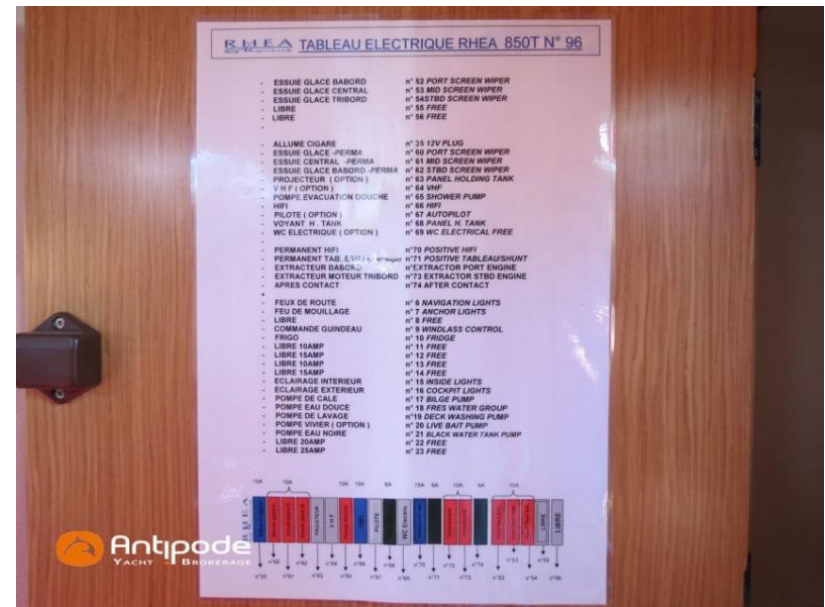 RHEA TABLEAU ELECTRIQUE RHEA 850T N° 96
- ESSUIE GLACE BABORD n° 52 PORT SCREEN WIPER
- ESSUIE GLACE CENTRAL n° 53 MID SCREEN WIPER
- ESSUIE GLACE TRIBORD n° 54STBD SCREEN WIPER
- LIBRE n° 55 FREE
- LIBRE n° 56 FREE
-
- ALLUME CIGARE n° 35 12V PLUG
- ESSUIE GLACE -PERMA n° 60 PORT SCREEN WIPER
- ESSUIE CENTRAL -PERMA n° 61 MID SCREEN WIPER
- ESSUIE GLACE BABORD -PERMA n° 62 STBD SCREEN WIPER
- PROJECTEUR ( OPTION ) n° 63 PANEL HOLDING TANK
- V H F ( OPTION ) n° 64 VHF
- POMPE EVACUATION DOUCHE n° 65 SHOWER PUMP
- HIFI n° 66 HIFI
- PILOTE ( OPTION ) n° 67 AUTOPILOT
- VOYANT H . TANK n° 68 PANEL H. TANK
- WC ELECTRIQUE ( OPTION ) n° 69 WC ELECTRICAL FREE
- PERMANENT HIFI n°70 POSITIVE HIFI
- PERMANENT n°71 POSITIVE TABLEAU/SHUNT
- EXTRACTEUR BABORD n°EXTRACTOR PORT ENGINE
- EXTRACTEUR MOTEUR TRIBORD n°73 EXTRACTOR STBD ENGINE
- APRES CONTACT n°74 AFTER CONTACT
- FEUX DE ROUTE n° 6 NAVIGATION LIGHTS
- FEU DE MOUILLAGE n° 7 ANCHOR LIGHTS
- LIBRE n° 8 FREE
- COMMANDE GUINDEAU n° 9 WINDLASS CONTROL
- FRIGO n° 10 FRIDGE
- LIBRE 10AMP n° 11 FREE
- LIBRE 15AMP n° 12 FREE
- LIBRE 10AMP n° 13 FREE
- LIBRE 15AMP n° 14 FREE
- ECLAIRAGE INTERIEUR n° 15 INSIDE LIGHTS
- ECLAIRAGE EXTERIEUR n° 16 COCKPIT LIGHTS
- POMPE DE CALE n° 17 BILGE PUMP
- POMPE EAU DOUCE n° 18 FRES WATER GROUP
- POMPE DE LAVAGE n°19 DECK WASHING PUMP
- POMPE VIVIER ( OPTION ) n° 20 LIVE BAIT PUMP
- POMPE EAU NOIRE n° 21 BLACK WATER TANK PUMP
- LIBRE 20AMP n° 22 FREE
- LIBRE 25AMP n° 23 FREE
RHEA
PROJECTEUR V H F PILOTE WC Electric LIBRE LIBRE
Antipode
YACHT BROKERAGE